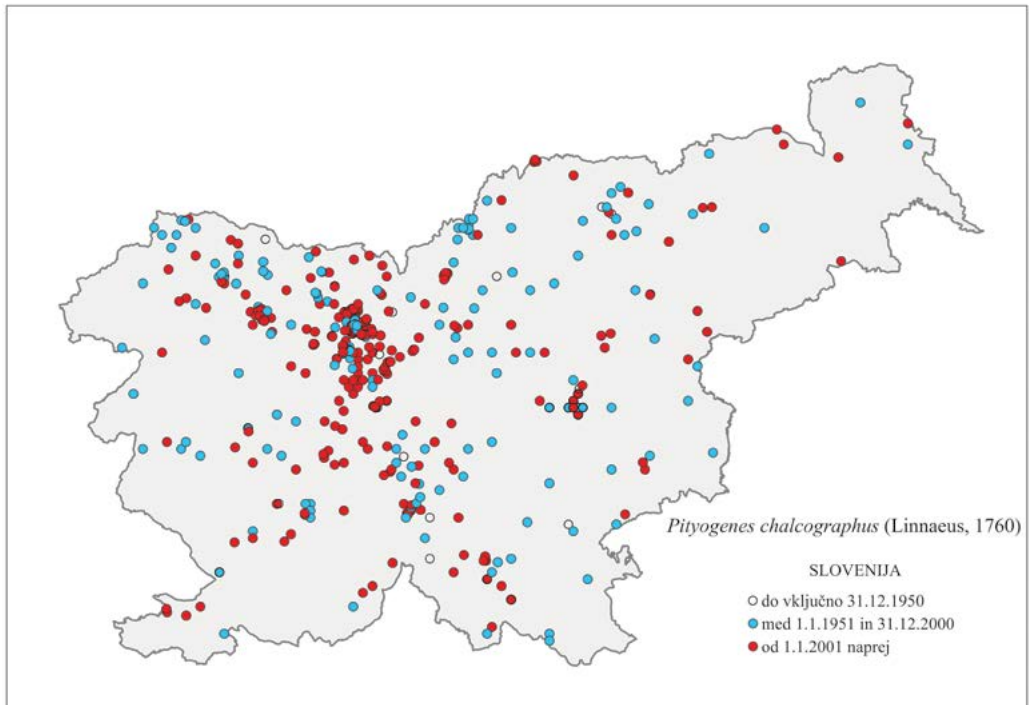 Pityogenes chalcographus (Linnaeus, 1760)
SLOVENIJA
do vključno 31.12.1950
med 1.1.1951 in 31.12.2000
od 1.1.2001 naprej